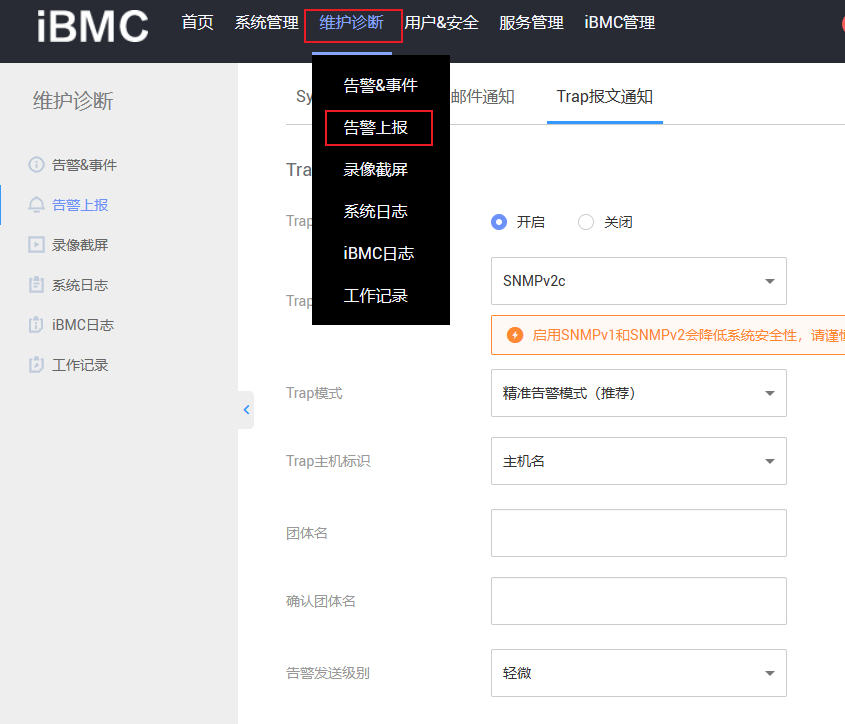 iBMC 首页 系统管理 维护诊断 用户&安全 服务管理 iBMC管理
告警&事件
告警上报
录像截屏
系统日志
iBMC日志
工作记录
维护诊断
告警&事件
告警上报
录像截屏
系统日志
iBMC日志
工作记录
Sy 邮件通知 Trap报文通知
Tra
Trap 开启 关闭
Trap SNMPv2c
启用SNMPv1和SNMPv2会降低系统安全性，请谨慎
Trap模式 精准告警模式（推荐）
Trap主机标识 主机名
团体名
确认团体名
告警发送级别 轻微